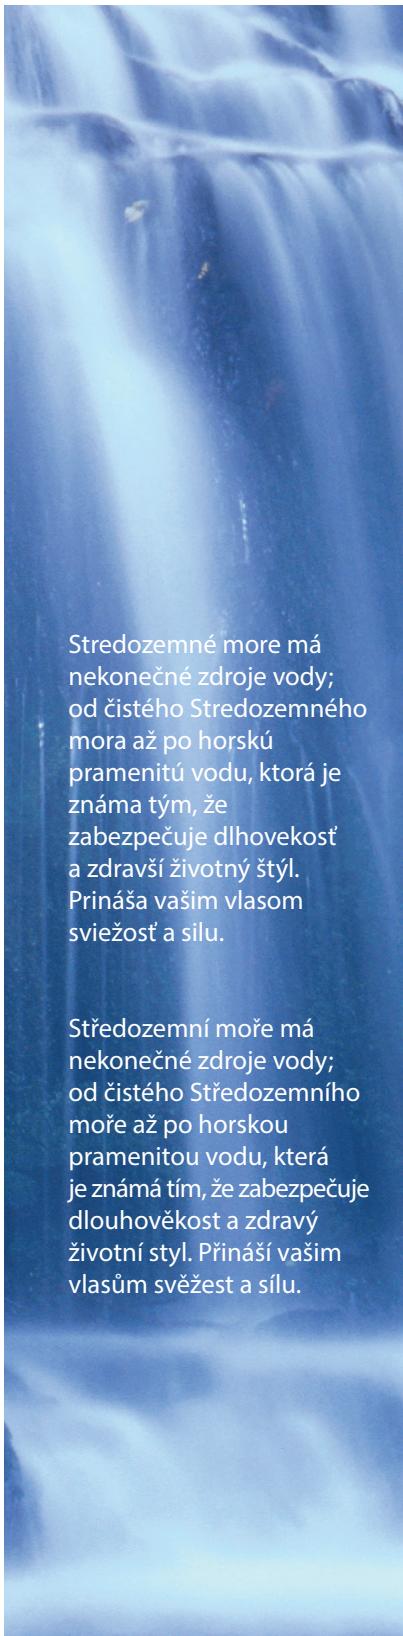 Stredozemné more má
nekonečné zdroje vody;
od čistého Stredozemného
mora až po horskú
pramenitú vodu, ktorá je
známa tým, že
zabezpečuje dlhovekosť
a zdravší životný štýl.
Prináša vašim vlasom
sviežosť a silu.
Středozemní moře má
nekonečné zdroje vody;
od čistého Středozemního
moře až po horskou
pramenitou vodu, která
je známá tím, že zabezpečuje
dlouhověkost a zdravý
životní styl. Přináší vašim
vlasům svěžest a sílu.